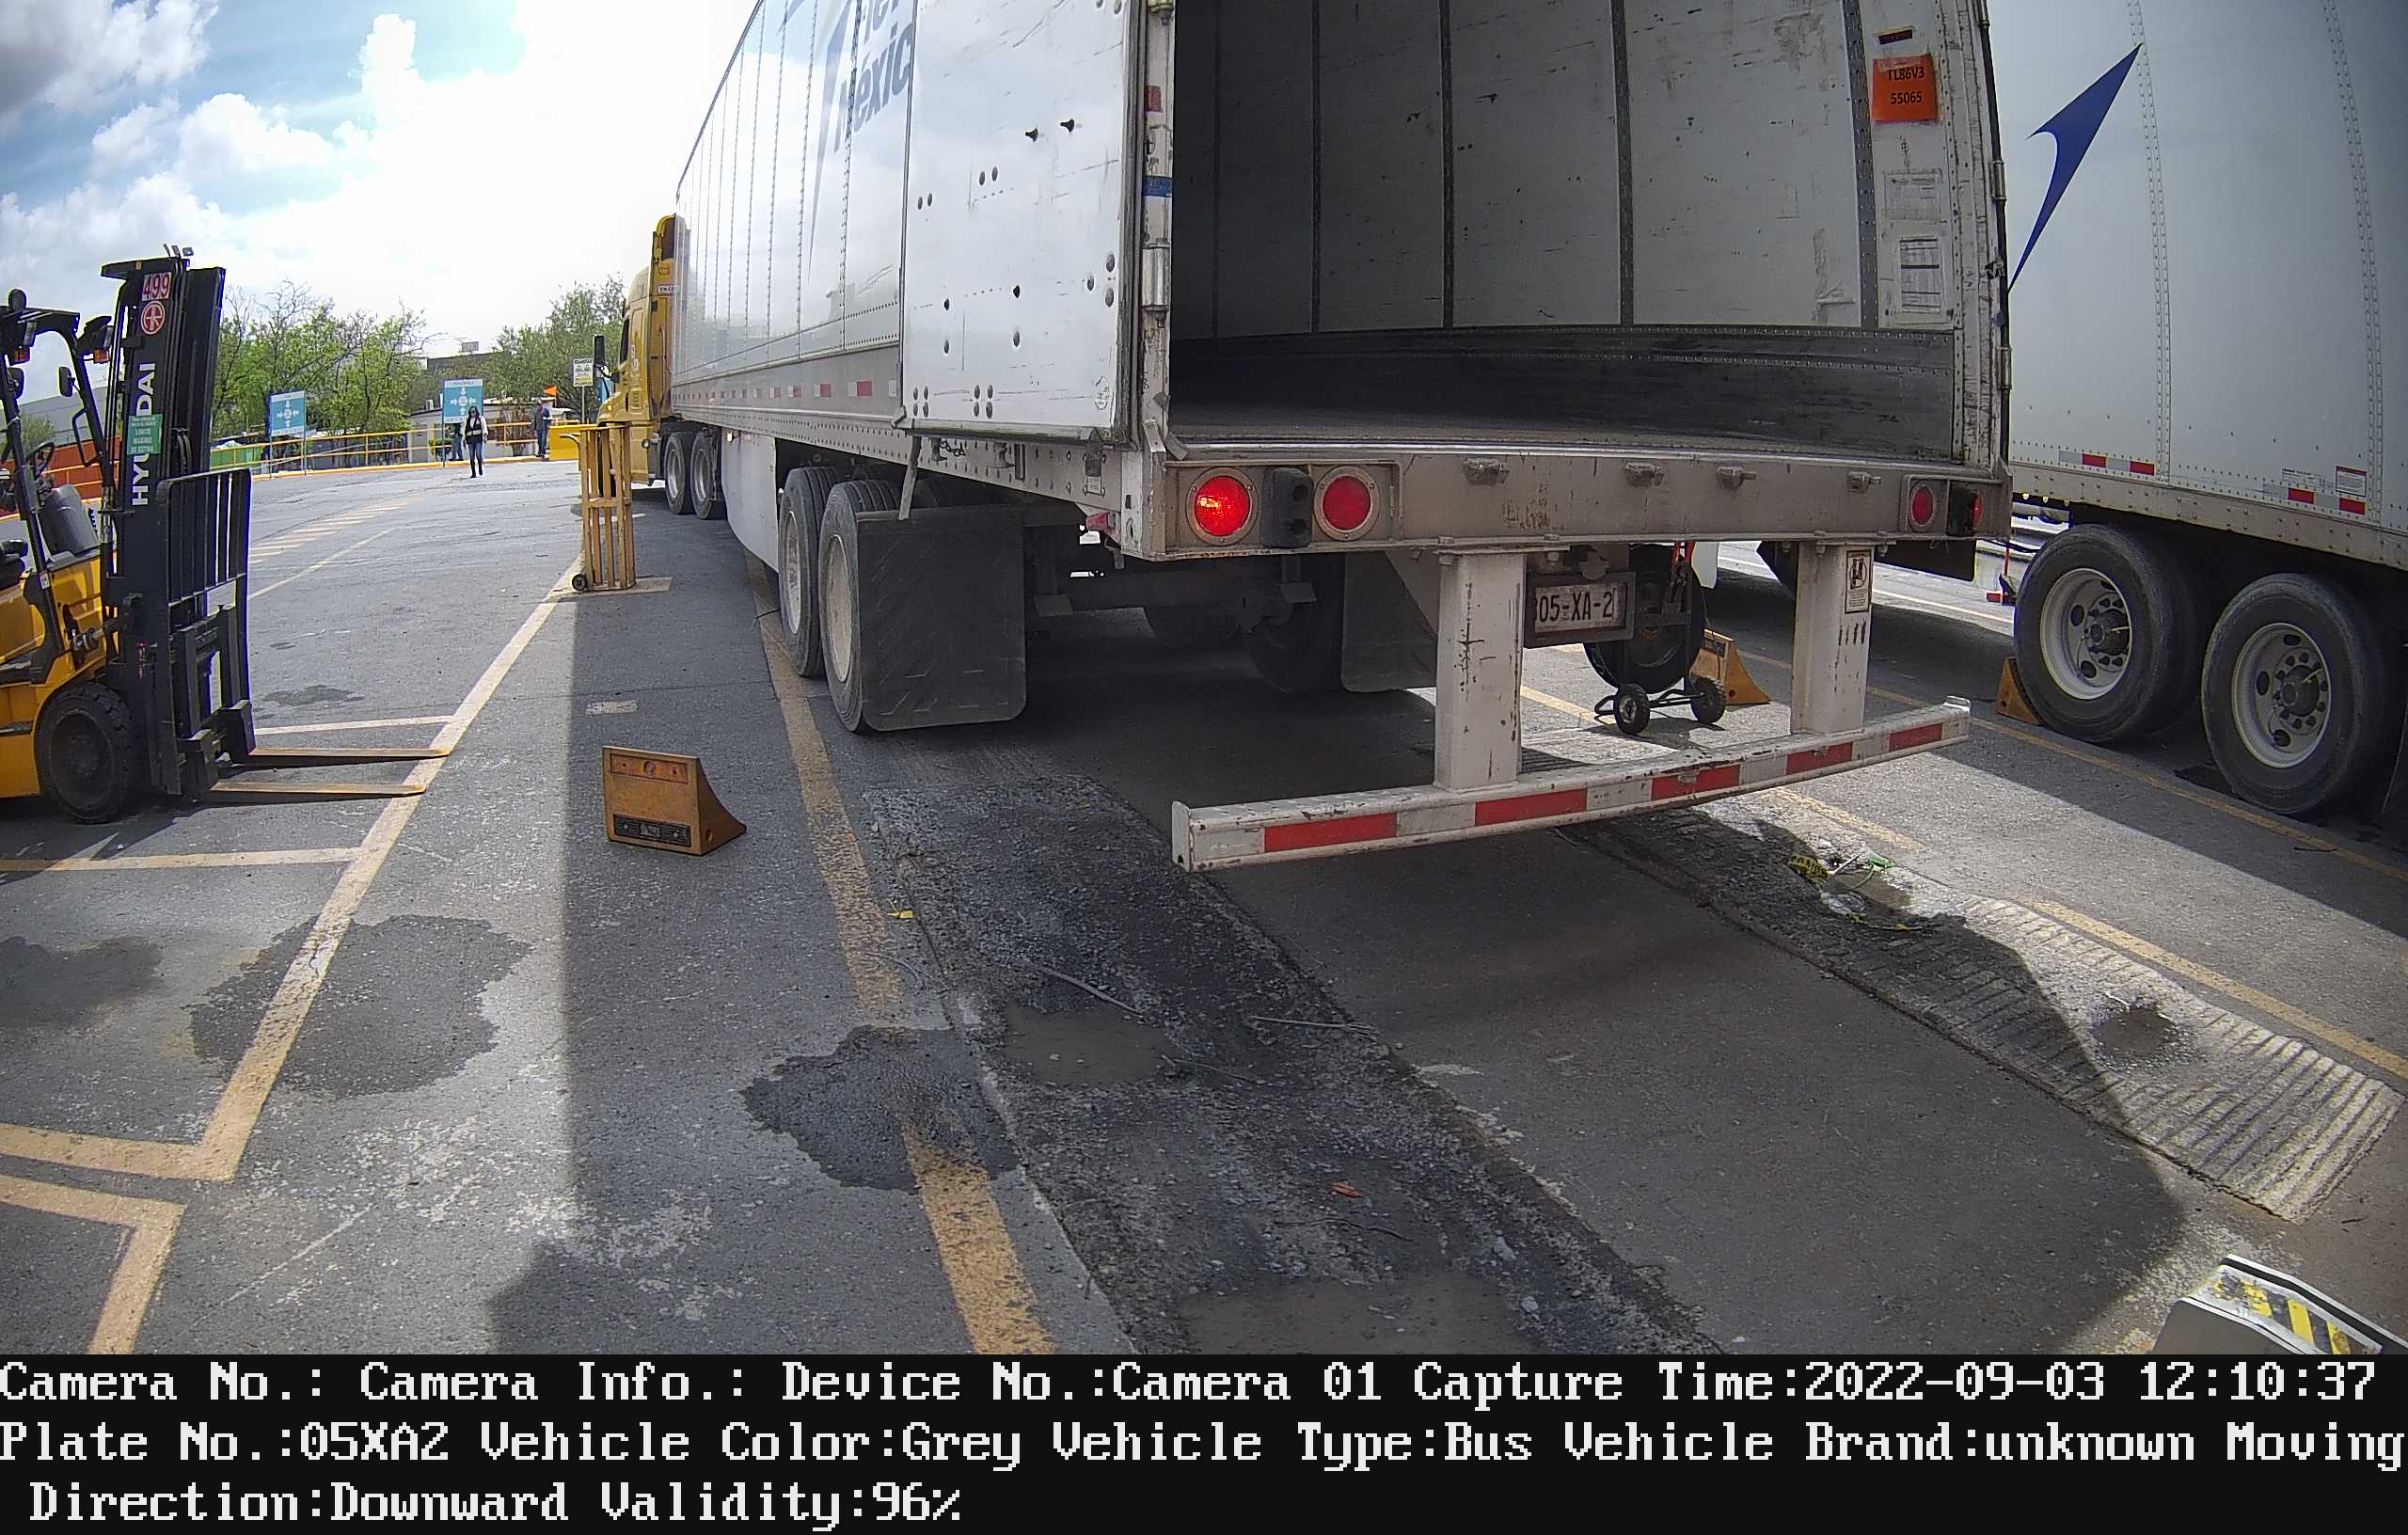 México
TL86V3
55065
499
HYUNDAI
05-XA-2
Camera No.: Camera Info.: Device No.:Camera 01 Capture Time:2022-09-03 12:10:37
Plate No.:05XA2 Vehicle Color:Grey Vehicle Type:Bus Vehicle Brand:unknown Moving
Direction:Downward Validity:96%